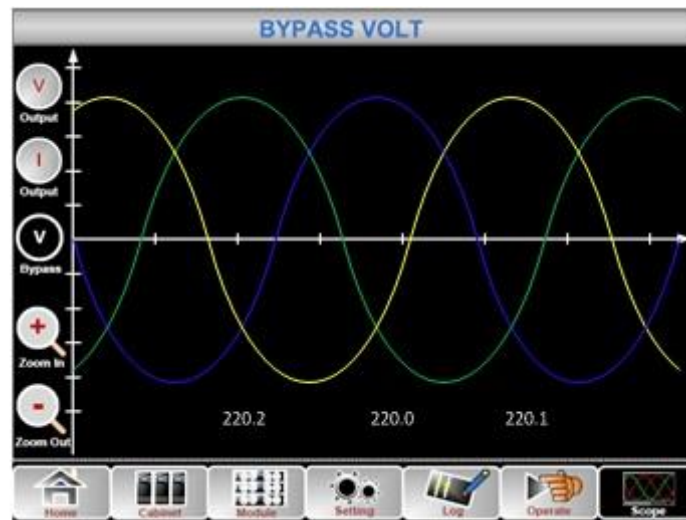 BYPASS VOLT
V
Output
I
Output
V
Bypass
Zoom In
Zoom Out
220.2 220.0 220.1
Home Cabinet Module Setting Log Operate Scope